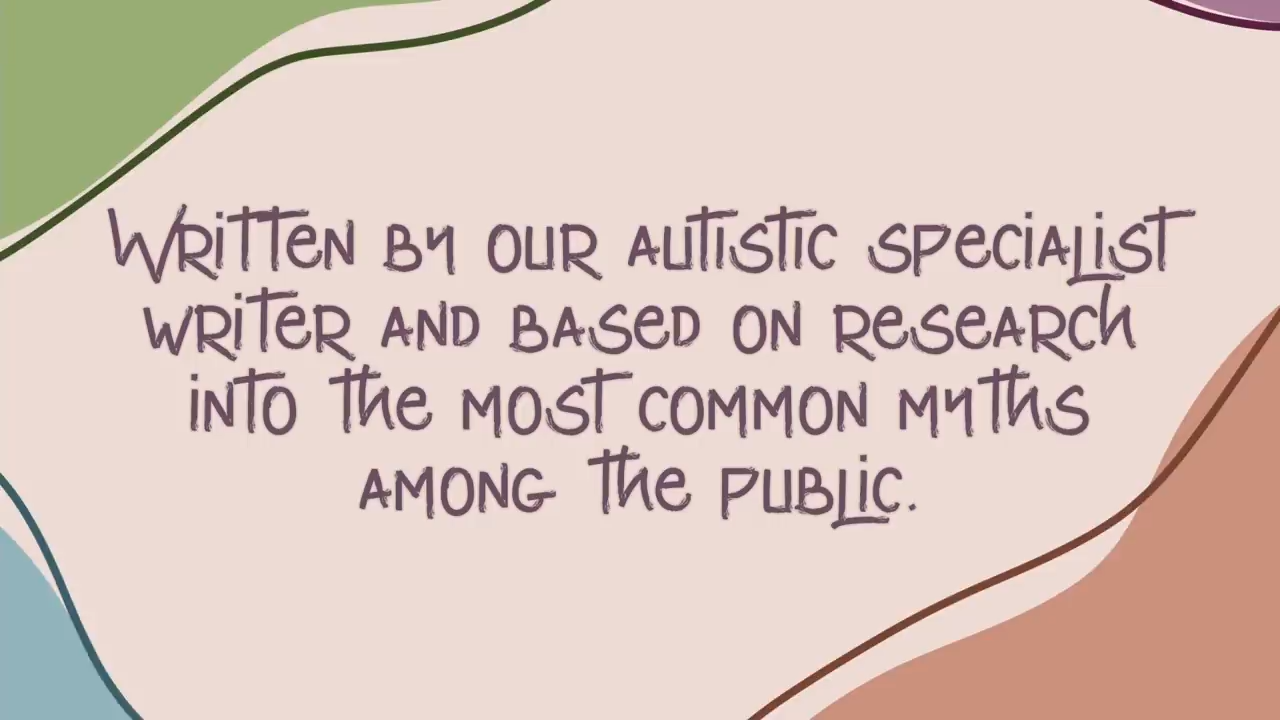 Written by our autistic specialist
writer and based on research
into the most common myths
among the public.